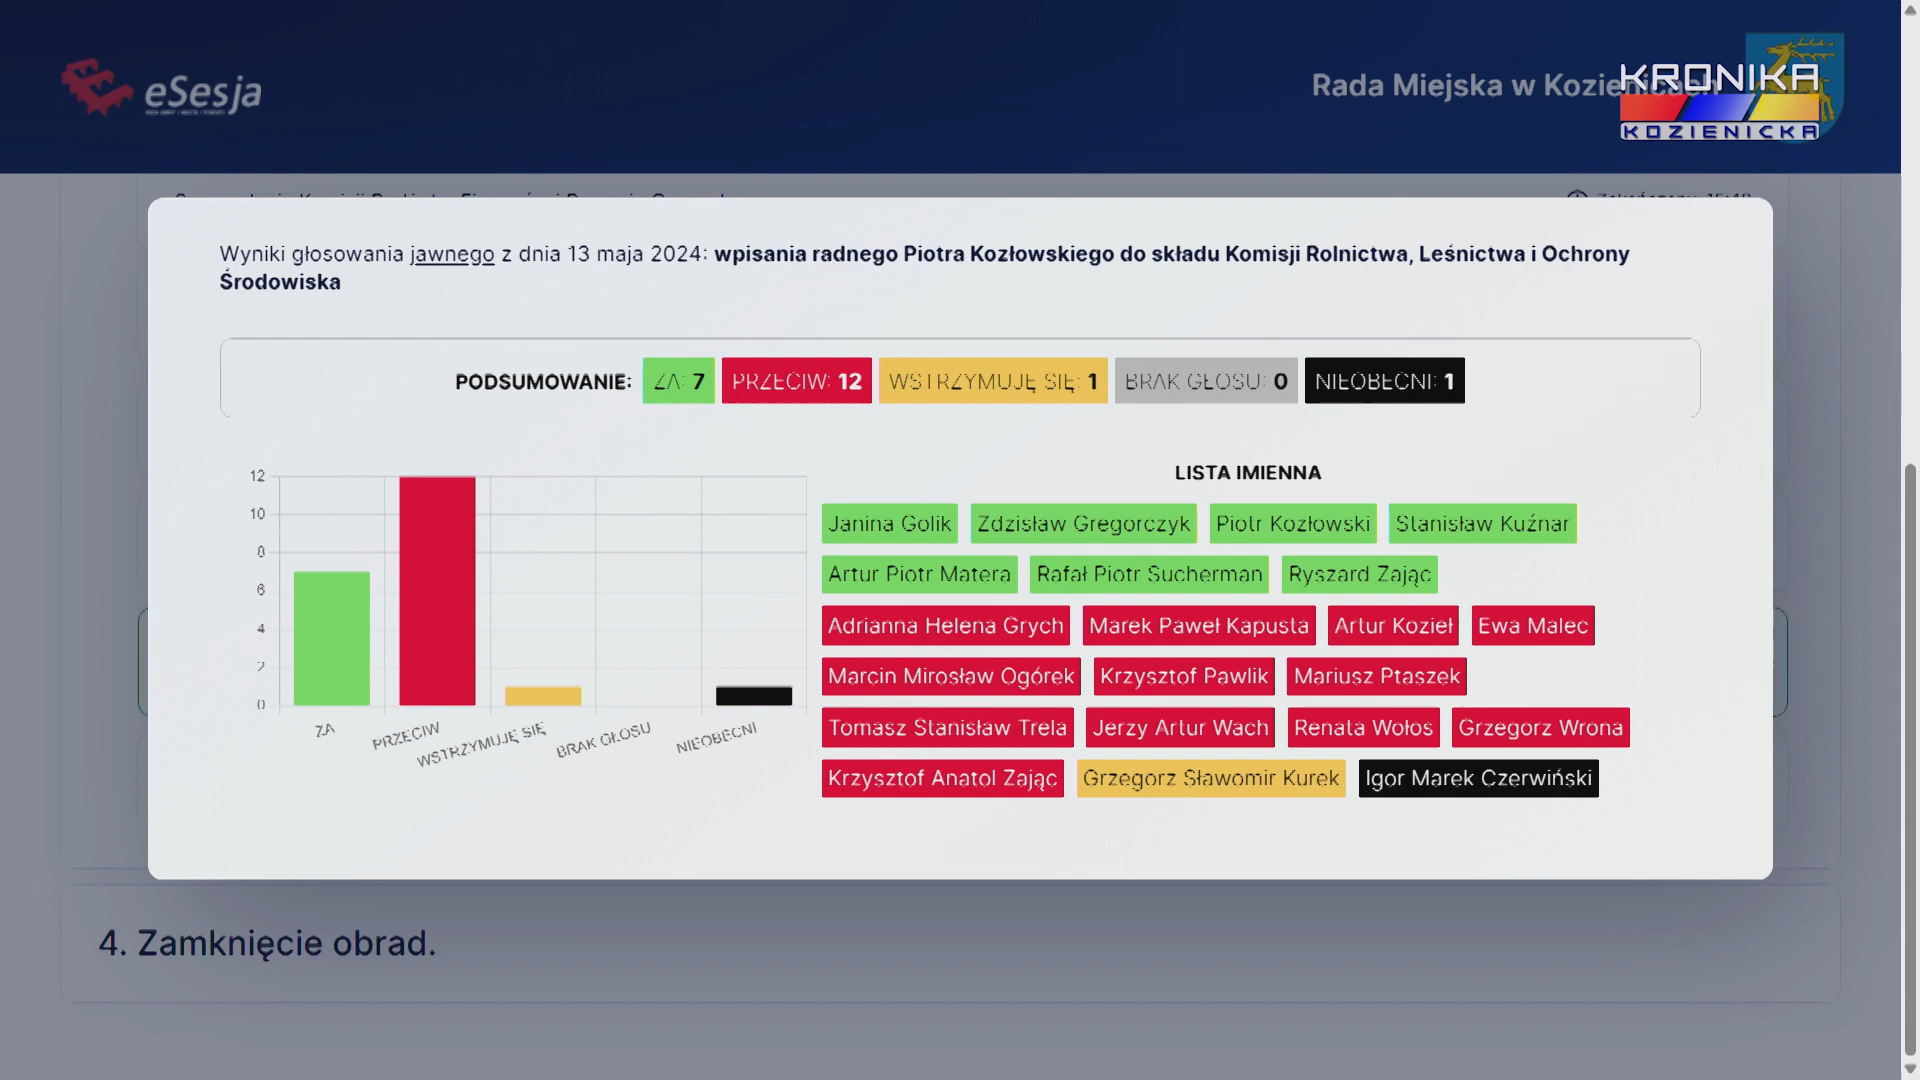 eSesja
Rada Miejska w Kozienicach
KRONIKA
KOZIENICKA
Wyniki głosowania jawnego z dnia 13 maja 2024: wpisania radnego Piotra Kozłowskiego do składu Komisji Rolnictwa, Leśnictwa i Ochrony
Środowiska
PODSUMOWANIE: ZA: 7 PRZECIW: 12 WSTRZYMUJĘ SIĘ: 1 BRAK GŁOSU: 0 NIEOBECNI: 1
12
10
8
6
4
2
0
ZA PRZECIW WSTRZYMUJĘ SIĘ BRAK GŁOSU NIEOBECNI
LISTA IMIENNA
Janina Golik Zdzisław Gregorczyk Piotr Kozłowski Stanisław Kuźnar
Artur Piotr Matera Rafał Piotr Sucherman Ryszard Zając
Adrianna Helena Grych Marek Paweł Kapusta Artur Kozieł Ewa Malec
Marcin Mirosław Ogórek Krzysztof Pawlik Mariusz Ptaszek
Tomasz Stanisław Trela Jerzy Artur Wach Renata Wołos Grzegorz Wrona
Krzysztof Anatol Zając Grzegorz Sławomir Kurek Igor Marek Czerwiński
4. Zamknięcie obrad.